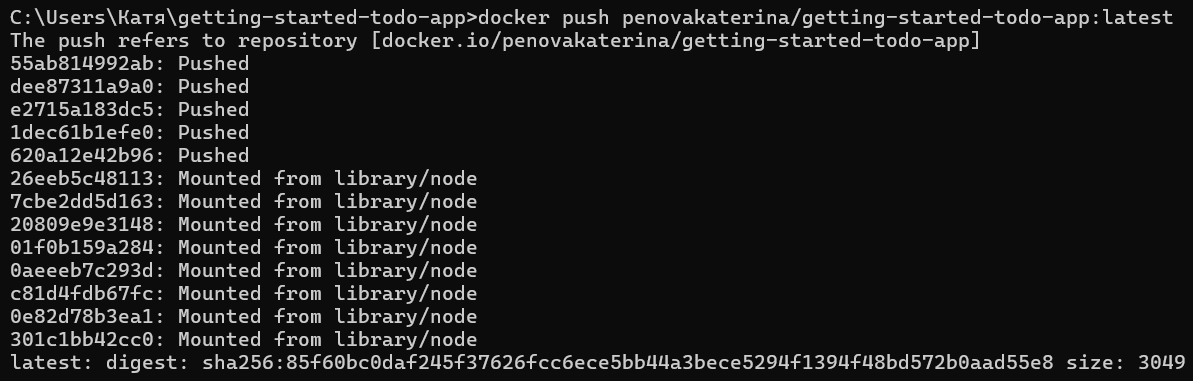 C:\Users\Катя\getting-started-todo-app>docker push penovakaterina/getting-started-todo-app:latest
The push refers to repository [docker.io/penovakaterina/getting-started-todo-app]
55ab814992ab: Pushed
dee87311a9a0: Pushed
e2715a183dc5: Pushed
1dec61b1efe0: Pushed
620a12e42b96: Pushed
26eeb5c48113: Mounted from library/node
7cbe2dd5d163: Mounted from library/node
20809e9e3148: Mounted from library/node
01f0b159a284: Mounted from library/node
0aeeeb7c293d: Mounted from library/node
c81d4fdb67fc: Mounted from library/node
0e82d78b3ea1: Mounted from library/node
301c1bb42cc0: Mounted from library/node
latest: digest: sha256:85f60bc0daf245f37626fcc6ece5bb44a3bece5294f1394f48bd572b0aad55e8 size: 3049